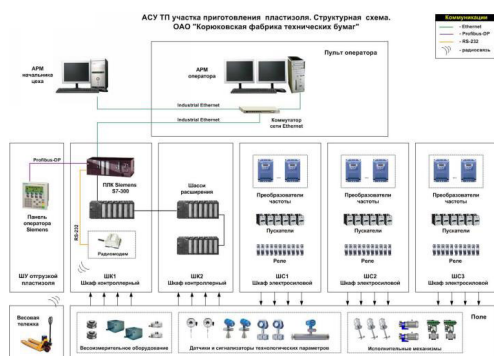 АСУ ТП участка приготовления пластизоля. Структурная схема.
ОАО "Корюковская фабрика технических бумаг"
Коммуникации
- Ethernet
- Profibus-DP
- RS-232
- радиосвязь
Пульт оператора
АРМ
начальника
цеха
АРМ
оператора
Industrial Ethernet
Industrial Ethernet
Коммутатор
сети Ethernet
Profibus-DP
ППК Siemens
S7-300
Шасси
расширения
Панель
оператора
Siemens
RS-232
Радиомодем
Преобразователи
частоты
Преобразователи
частоты
Преобразователи
частоты
Пускатели
Пускатели
Пускатели
Реле
Реле
Реле
ШУ отгрузкой
пластизоля
ШК1
Шкаф контроллерный
ШК2
Шкаф контроллерный
ШС1
Шкаф электросиловой
ШС2
Шкаф электросиловой
ШС3
Шкаф электросиловой
Весовая
тележка
Поле
Весоизмерительное оборудование
Датчики и сигнализаторы технологических параметров
Исполнительные механизмы